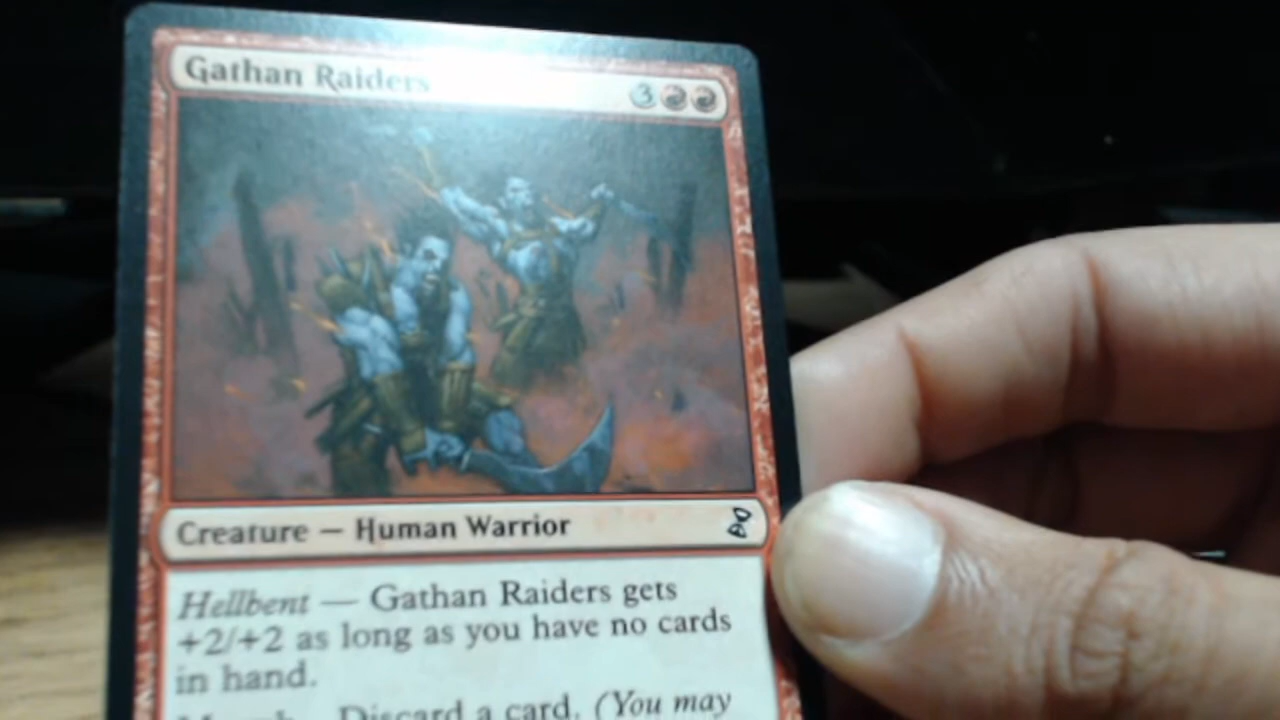 Gathan Raiders 3
Creature — Human Warrior
Hellbent — Gathan Raiders gets
+2/+2 as long as you have no cards
in hand.
Discard a card. (You may